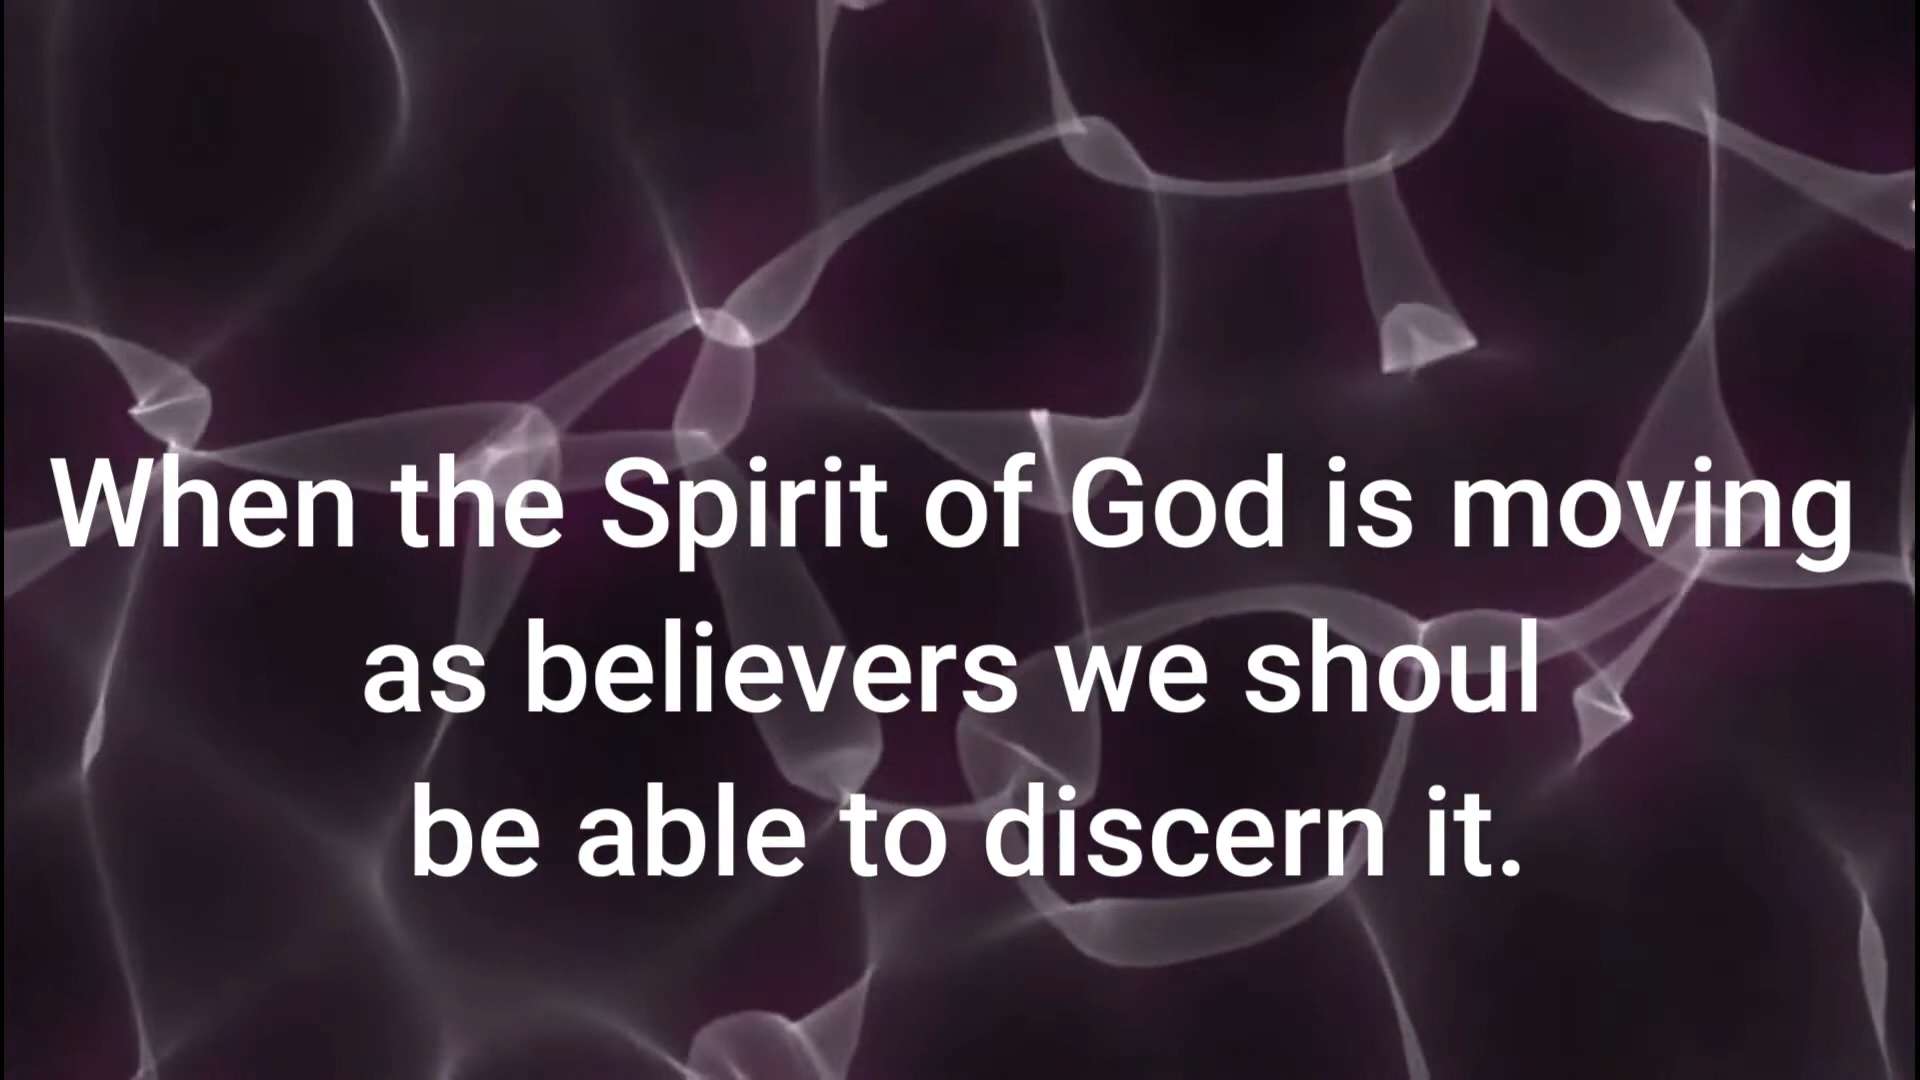 When the Spirit of God is moving
as believers we shoul
be able to discern it.